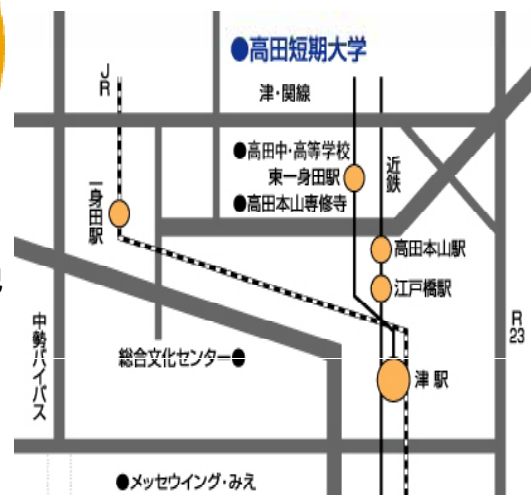 ●高田短期大学
JR
津・関線
●高田中・高等学校
東一身田駅
●高田本山専修寺
近鉄
一身田駅
高田本山駅
江戸橋駅
中勢バイパス
R23
総合文化センター●
津駅
●メッセウイング・みえ